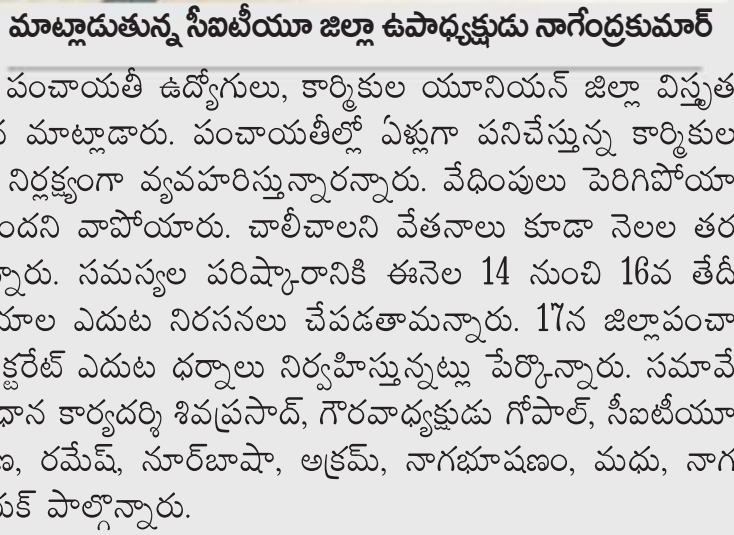 మాట్లాడుతున్న సీఐటీయూ జిల్లా ఉపాధ్యక్షుడు నాగేంద్రకుమార్
పంచాయతీ ఉద్యోగులు, కార్మికుల యూనియన్ జిల్లా విస్తృత
మాట్లాడారు. పంచాయతీల్లో ఏళ్లుగా పనిచేస్తున్న కార్మికుల
నిర్లక్ష్యంగా వ్యవహరిస్తున్నారన్నారు. వేధింపులు పెరిగిపోయా
ందని వాపోయారు. చాలీచాలని వేతనాలు కూడా నెలల తర
న్నారు. సమస్యల పరిష్కారానికి ఈనెల 14 నుంచి 16వ తేదీ
ఎదుట నిరసనలు చేపడతామన్నారు. 17న జిల్లాపంచా
క్టరేట్ ఎదుట ధర్నాలు నిర్వహిస్తున్నట్లు పేర్కొన్నారు. సమావే
ధాన కార్యదర్శి శివప్రసాద్, గౌరవాధ్యక్షుడు గోపాల్, సీఐటీయూ
ణ, రమేష్, నూర్‌బాషా, అక్రమ్, నాగభూషణం, మధు, నాగ
యక్ పాల్గొన్నారు.